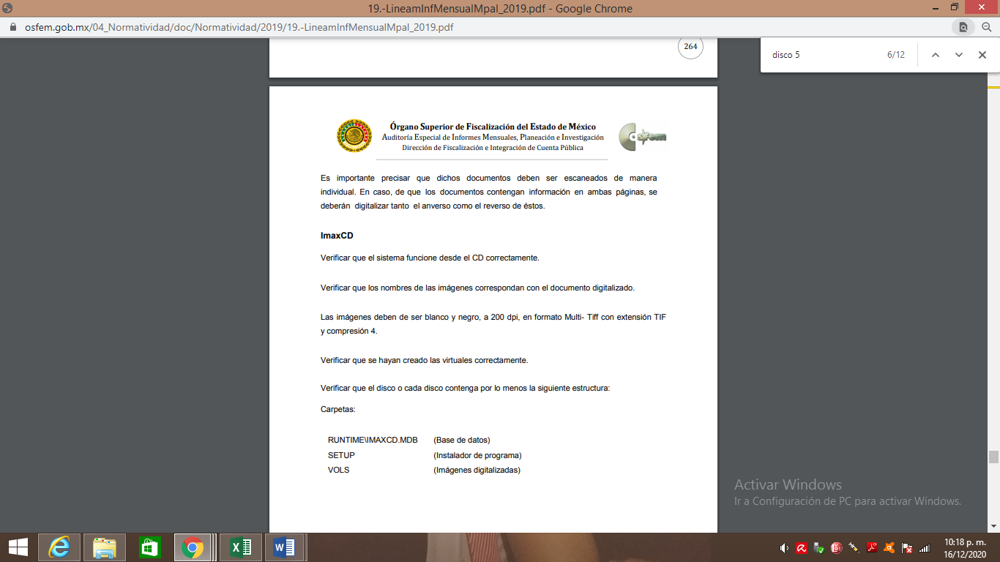 19.-LineamInfMensualMpal_2019.pdf - Google Chrome
osfem.gob.mx/04_Normatividad/doc/Normatividad/2019/19.-LineamInfMensualMpal_2019.pdf
disco 5 6/12
264
Órgano Superior de Fiscalización del Estado de México
Auditoría Especial de Informes Mensuales, Planeación e Investigación
Dirección de Fiscalización e Integración de Cuenta Pública
osfem
Es importante precisar que dichos documentos deben ser escaneados de manera
individual. En caso, de que los documentos contengan información en ambas páginas, se
deberán digitalizar tanto el anverso como el reverso de éstos.
ImaxCD
Verificar que el sistema funcione desde el CD correctamente.
Verificar que los nombres de las imágenes correspondan con el documento digitalizado.
Las imágenes deben de ser blanco y negro, a 200 dpi, en formato Multi- Tiff con extensión TIF
y compresión 4.
Verificar que se hayan creado las virtuales correctamente.
Verificar que el disco o cada disco contenga por lo menos la siguiente estructura:
Carpetas:
RUNTIME\IMAXCD.MDB (Base de datos)
SETUP (Instalador de programa)
VOLS (Imágenes digitalizadas)
Activar Windows
Ir a Configuración de PC para activar Windows.
10:18 p. m.
16/12/2020